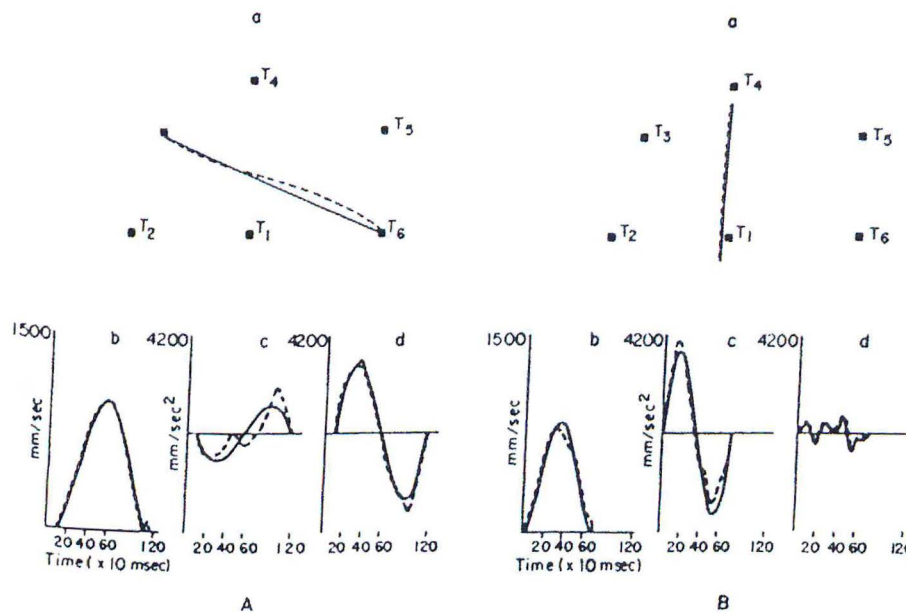 a a
T4 T4
T5 T3 T5
T2 T1 T6 T2 T1 T6
1500 b 4200 c 4200 d 1500 b 4200 c 4200 d
mm/sec mm/sec² mm/sec mm/sec²
20 40 60 120 20 40 60 120 20 40 60 120 20 40 60 120 20 40 60 120 20 40 60 120
Time (x 10 msec) Time (x 10 msec)
A B